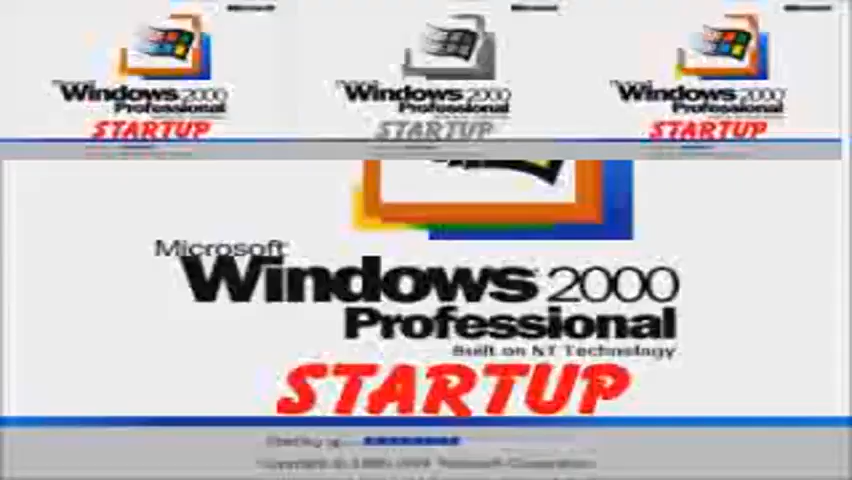 Windows 2000 Windows 2000 Windows 2000
Professional Professional Professional
STARTUP STARTUP STARTUP
Microsoft
Windows 2000
Professional
Built on NT Technology
STARTUP
Starting up...